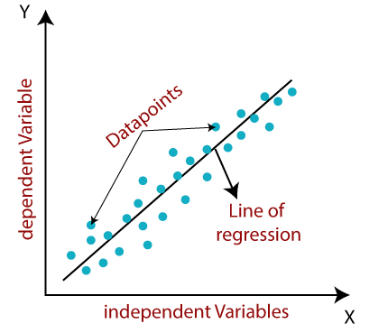 Y
dependent Variable
Datapoints
Line of
regression
independent Variables
X